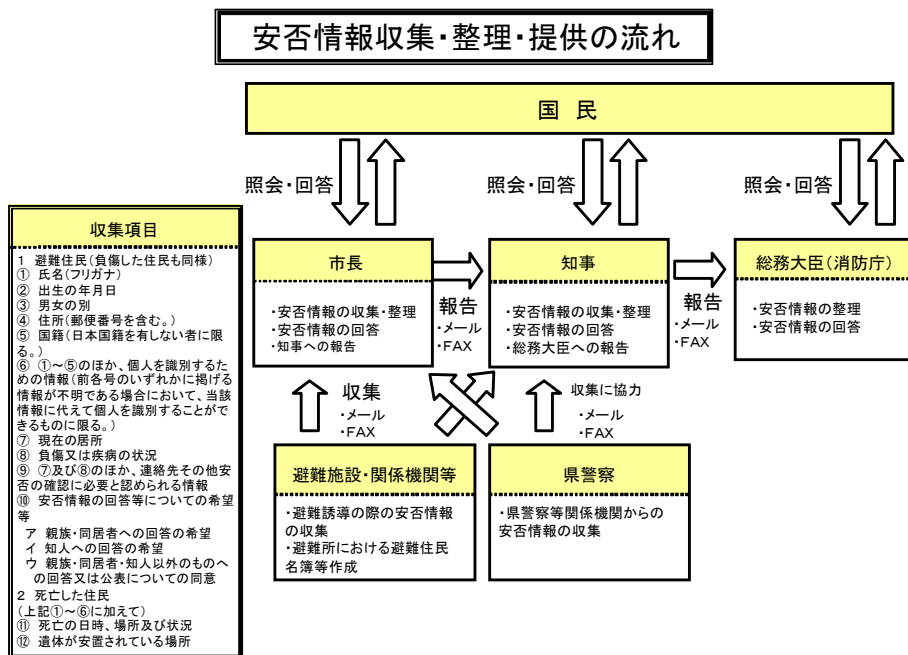 安否情報収集・整理・提供の流れ
国 民
照会・回答
照会・回答
照会・回答
収集項目
1 避難住民(負傷した住民も同様)
① 氏名(フリガナ)
② 出生の年月日
③ 男女の別
④ 住所(郵便番号を含む。)
⑤ 国籍(日本国籍を有しない者に限
る。)
⑥ ①～⑤のほか、個人を識別するた
めの情報(前各号のいずれかに掲げる
情報が不明である場合において、当該
情報に代えて個人を識別することがで
きるものに限る。)
⑦ 現在の居所
⑧ 負傷又は疾病の状況
⑨ ⑦及び⑧のほか、連絡先その他安
否の確認に必要と認められる情報
⑩ 安否情報の回答等についての希望
等
ア 親族・同居者への回答の希望
イ 知人への回答の希望
ウ 親族・同居者・知人以外のものへ
の回答又は公表についての同意
2 死亡した住民
(上記①～⑥に加えて)
⑪ 死亡の日時、場所及び状況
⑫ 遺体が安置されている場所
市長
・安否情報の収集・整理
・安否情報の回答
・知事への報告
報告
・メール
・FAX
知事
・安否情報の収集・整理
・安否情報の回答
・総務大臣への報告
報告
・メール
・FAX
総務大臣(消防庁)
・安否情報の整理
・安否情報の回答
収集
・メール
・FAX
収集に協力
・メール
・FAX
避難施設・関係機関等
・避難誘導の際の安否情報
の収集
・避難所における避難住民
名簿等作成
県警察
・県警察等関係機関からの
安否情報の収集